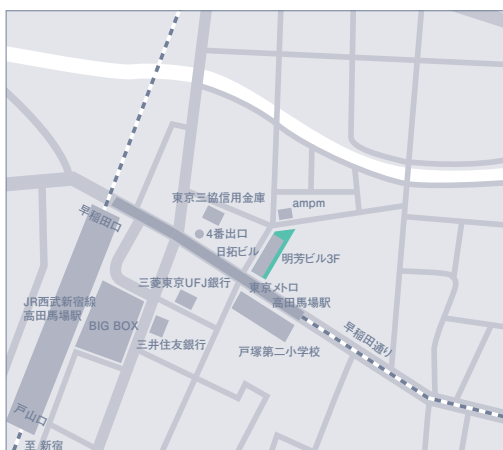 東京三協信用金庫
ampm
早稲田口
4番出口
日拓ビル
明芳ビル3F
三菱東京UFJ銀行
東京メトロ
高田馬場駅
JR西武新宿線
高田馬場駅
BIG BOX
三井住友銀行
戸塚第二小学校
早稲田通り
戸山口
至 新宿